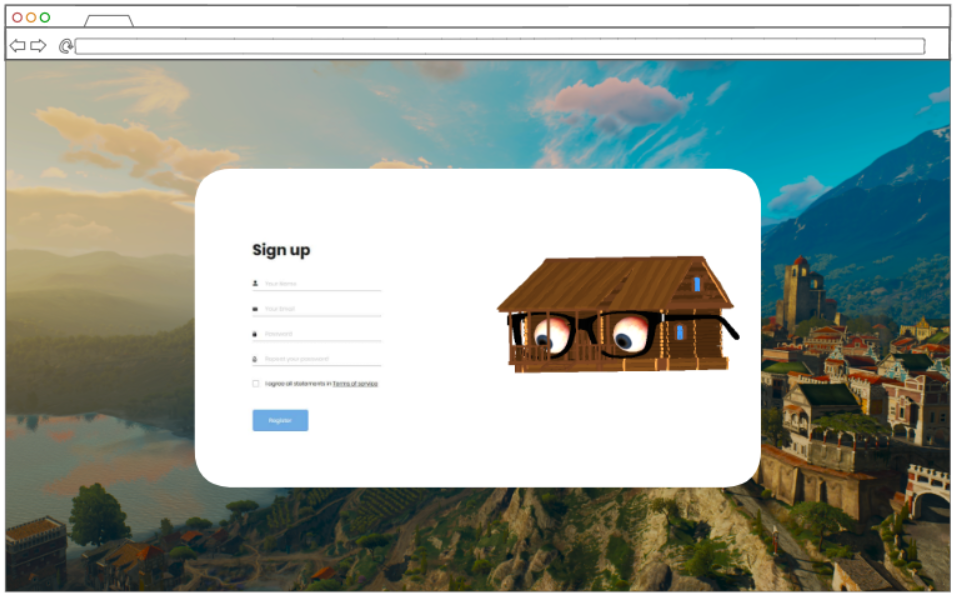 Sign up
Your Name
Your Email
Password
Repeat your password
I agree all statements in Terms of service
Register